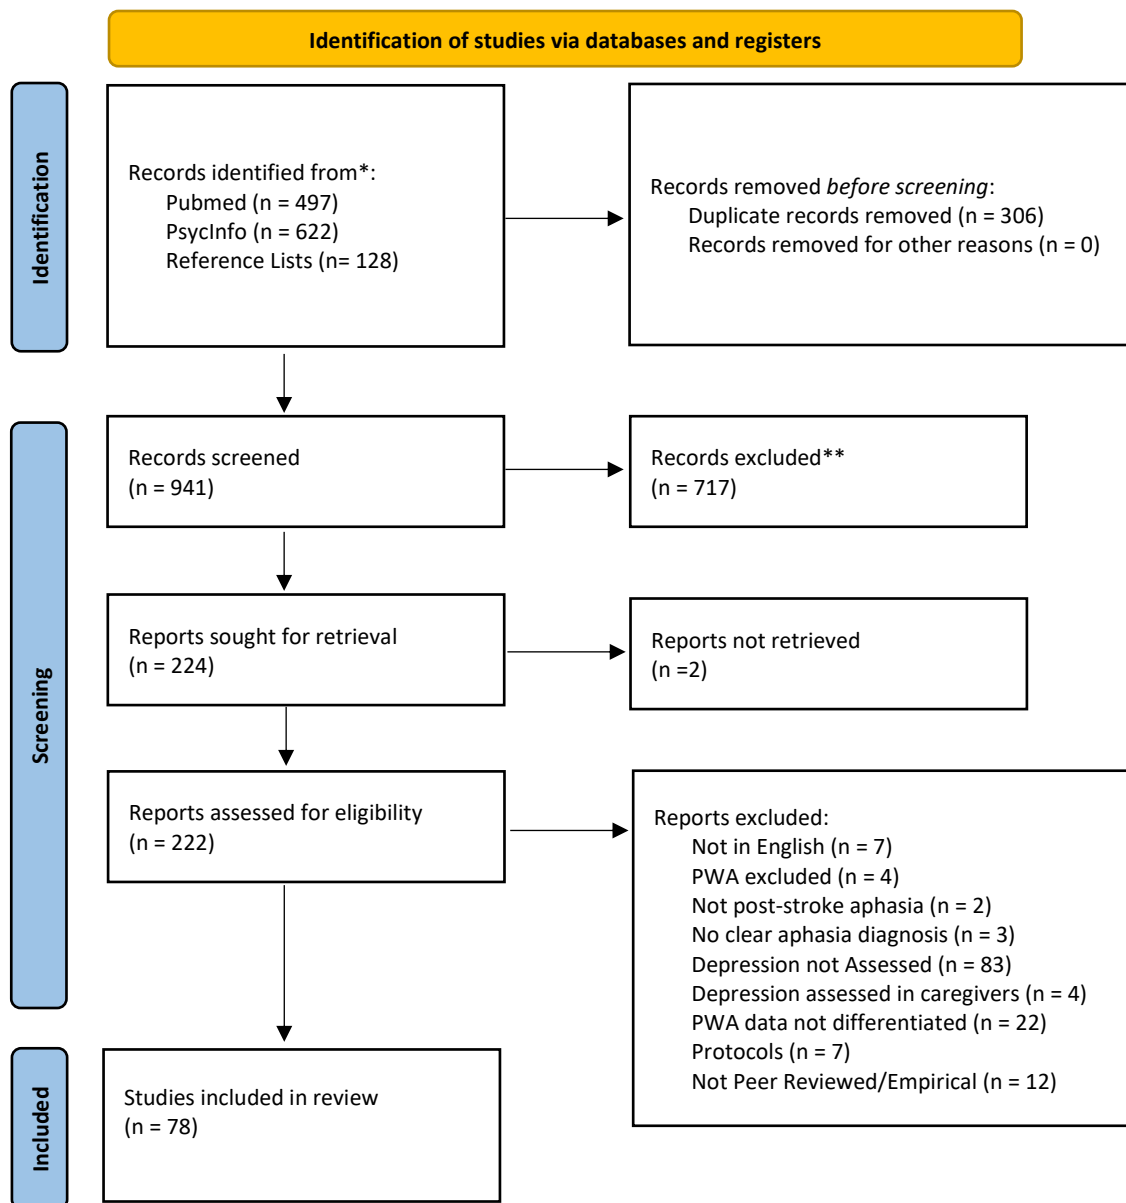 Identification of studies via databases and registers
Identification
Records identified from*:
Pubmed (n = 497)
PsycInfo (n = 622)
Reference Lists (n= 128)
Records removed before screening:
Duplicate records removed (n = 306)
Records removed for other reasons (n = 0)
Screening
Records screened
(n = 941)
Records excluded**
(n = 717)
Reports sought for retrieval
(n = 224)
Reports not retrieved
(n =2)
Reports assessed for eligibility
(n = 222)
Reports excluded:
Not in English (n = 7)
PWA excluded (n = 4)
Not post-stroke aphasia (n = 2)
No clear aphasia diagnosis (n = 3)
Depression not Assessed (n = 83)
Depression assessed in caregivers (n = 4)
PWA data not differentiated (n = 22)
Protocols (n = 7)
Not Peer Reviewed/Empirical (n = 12)
Included
Studies included in review
(n = 78)